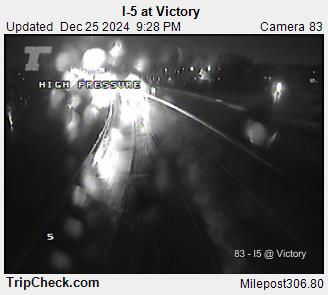 I-5 at Victory
Updated Dec 25 2024 9:28 PM Camera 83
T
HIGH PRESSURE
S
83 - I5 @ Victory
TripCheck.com Milepost306.80